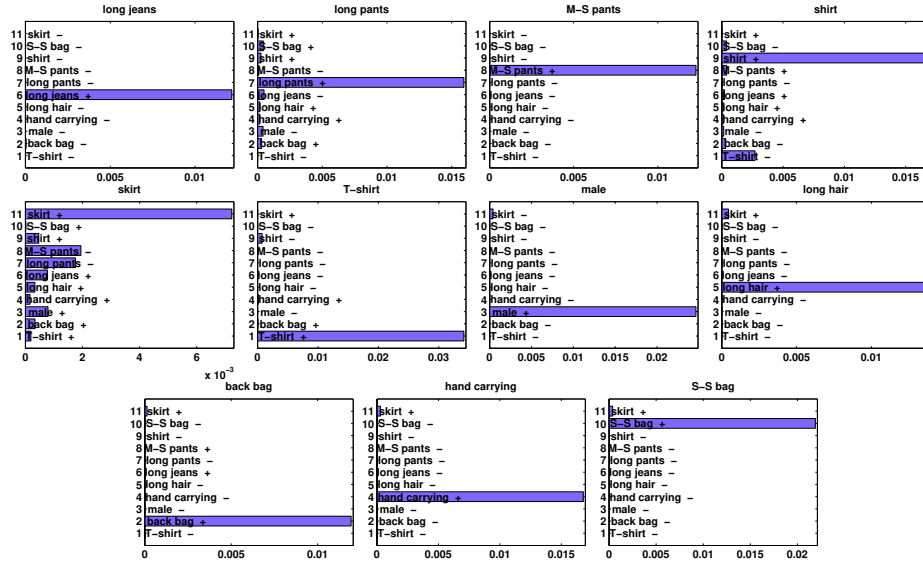 long jeans
11 skirt −
10 S−S bag −
9 shirt −
8 M−S pants −
7 long pants −
6 long jeans +
5 long hair −
4 hand carrying −
3 male −
2 back bag −
1 T−shirt −
0 0.005 0.01
long pants
11 skirt +
10 S−S bag +
9 shirt −
8 M−S pants −
7 long pants +
6 long jeans −
5 long hair +
4 hand carrying +
3 male −
2 back bag +
1 T−shirt −
0 0.005 0.01 0.015
M−S pants
11 skirt −
10 S−S bag −
9 shirt −
8 M−S pants +
7 long pants −
6 long jeans −
5 long hair −
4 hand carrying −
3 male −
2 back bag −
1 T−shirt −
0 0.005 0.01
shirt
11 skirt +
10 S−S bag −
9 shirt +
8 M−S pants +
7 long pants −
6 long jeans +
5 long hair +
4 hand carrying +
3 male −
2 back bag −
1 T−shirt −
0 0.005 0.01 0.015
skirt
11 skirt +
10 S−S bag +
9 shirt +
8 M−S pants −
7 long pants −
6 long jeans +
5 long hair +
4 hand carrying +
3 male +
2 back bag +
1 T−shirt +
0 2 4 6
x 10⁻³
T−shirt
11 skirt +
10 S−S bag −
9 shirt −
8 M−S pants −
7 long pants −
6 long jeans −
5 long hair −
4 hand carrying +
3 male −
2 back bag +
1 T−shirt +
0 0.01 0.02 0.03
male
11 skirt −
10 S−S bag −
9 shirt −
8 M−S pants −
7 long pants −
6 long jeans −
5 long hair −
4 hand carrying −
3 male +
2 back bag −
1 T−shirt −
0 0.005 0.01 0.015 0.02
long hair
11 skirt +
10 S−S bag −
9 shirt −
8 M−S pants −
7 long pants −
6 long jeans −
5 long hair +
4 hand carrying −
3 male −
2 back bag −
1 T−shirt −
0 0.005 0.01
back bag
11 skirt +
10 S−S bag −
9 shirt −
8 M−S pants +
7 long pants −
6 long jeans +
5 long hair −
4 hand carrying −
3 male −
2 back bag +
1 T−shirt −
0 0.005 0.01
hand carrying
11 skirt +
10 S−S bag −
9 shirt −
8 M−S pants −
7 long pants −
6 long jeans −
5 long hair −
4 hand carrying +
3 male −
2 back bag −
1 T−shirt −
0 0.005 0.01 0.015
S−S bag
11 skirt +
10 S−S bag +
9 shirt −
8 M−S pants −
7 long pants −
6 long jeans −
5 long hair −
4 hand carrying −
3 male −
2 back bag −
1 T−shirt −
0 0.005 0.01 0.015 0.02